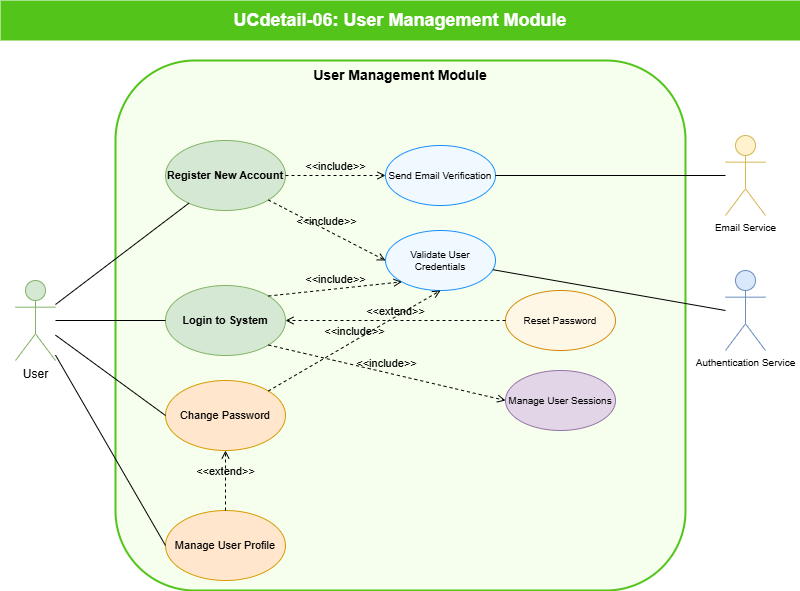 UCdetail-06: User Management Module
User Management Module
Register New Account
<<include>>
Send Email Verification
Email Service
<<include>>
Validate User
Credentials
<<include>>
Login to System
<<extend>>
<<include>>
Reset Password
Authentication Service
User
<<include>>
Manage User Sessions
Change Password
<<extend>>
Manage User Profile